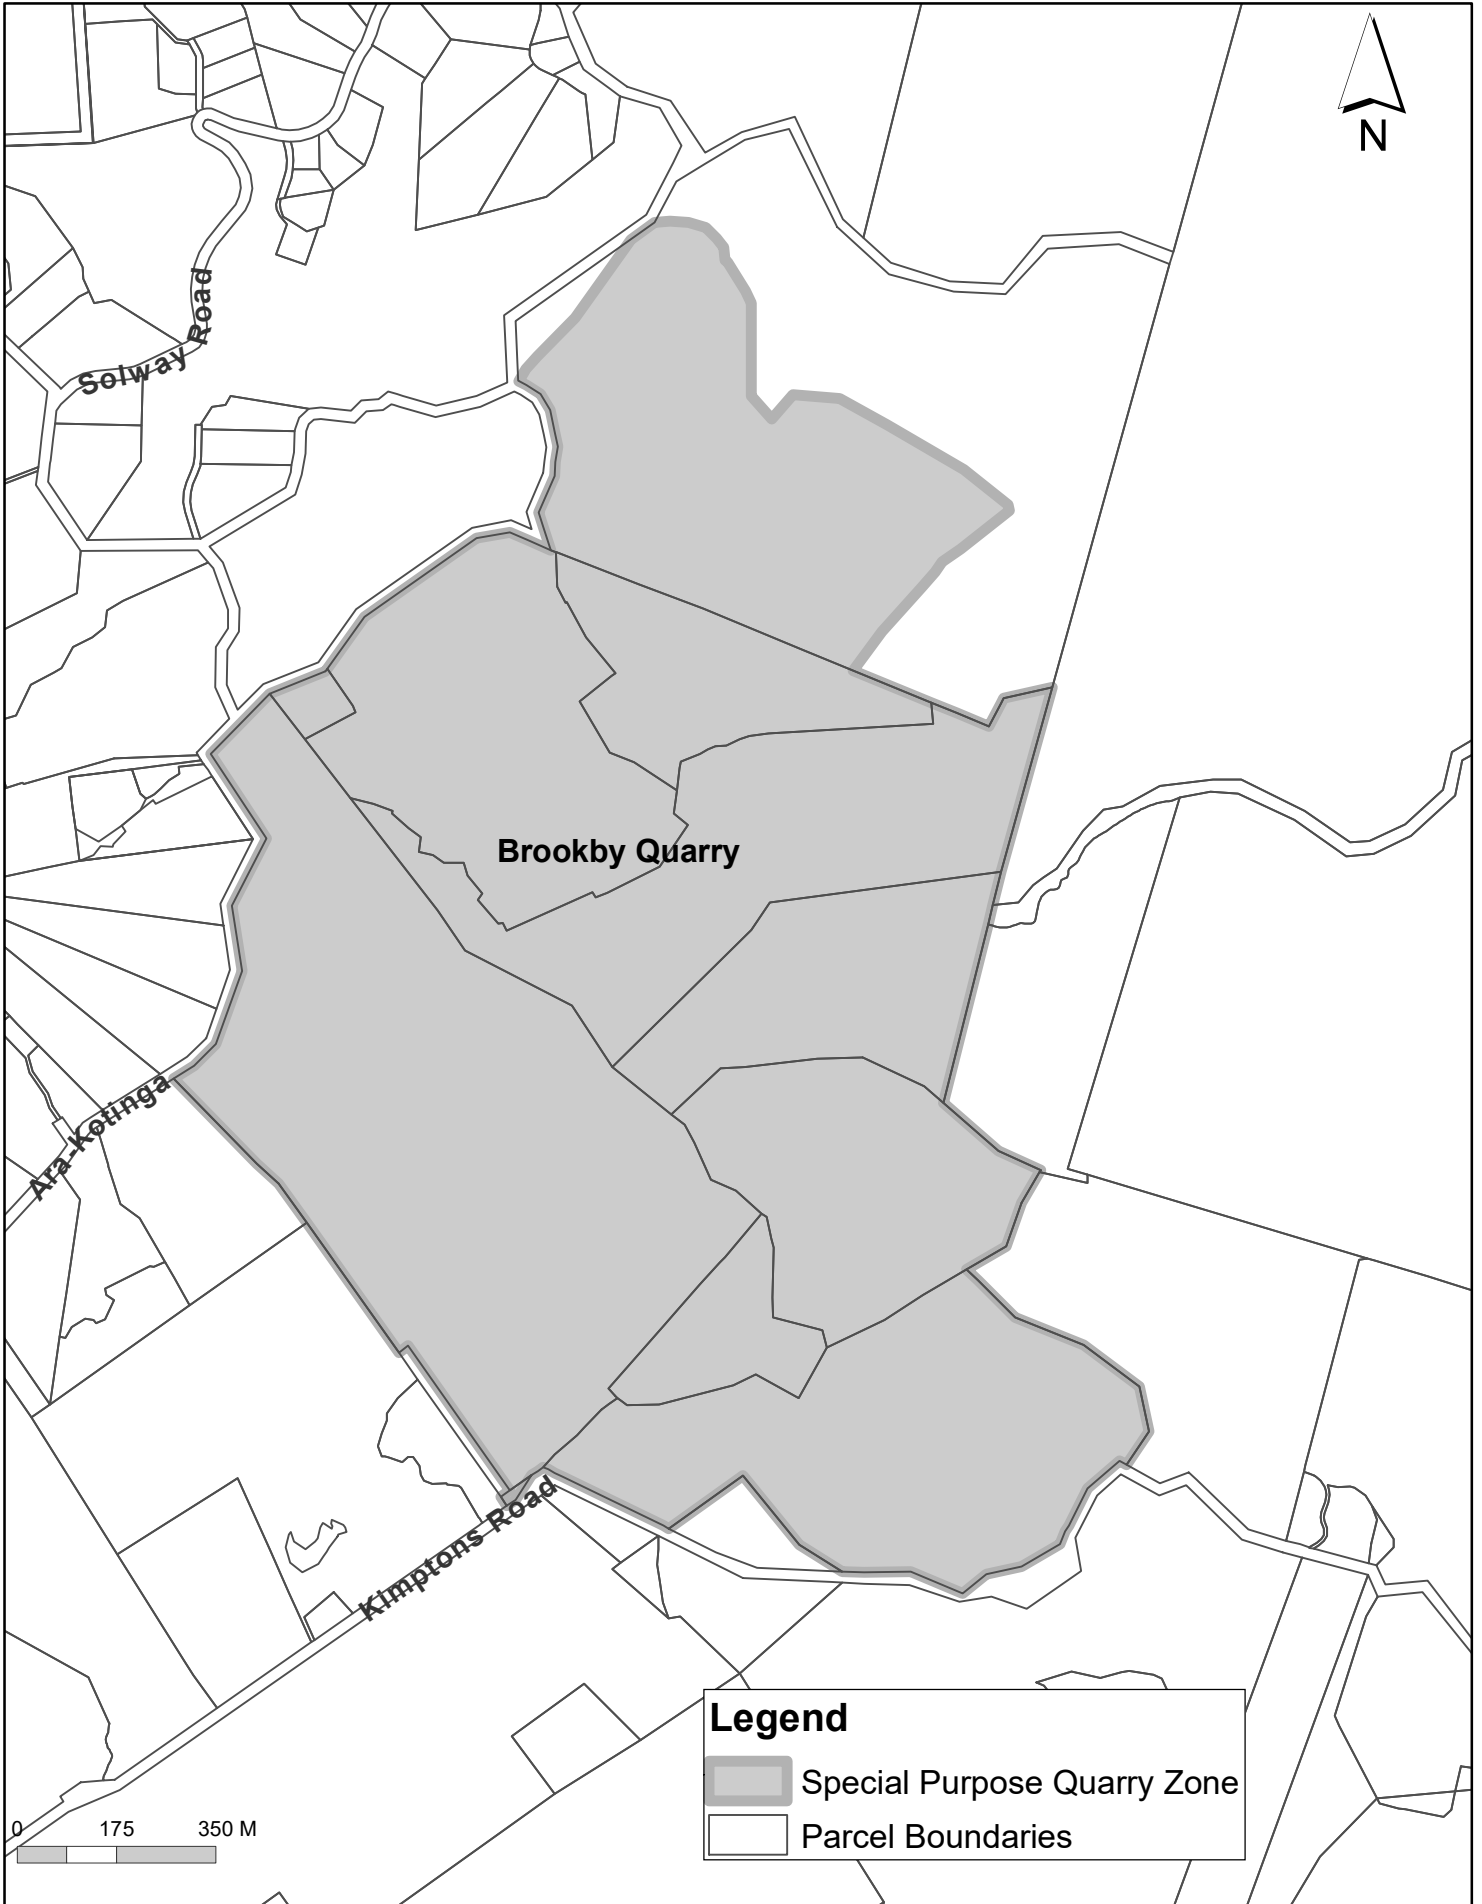 N
Solway Road
Brookby Quarry
Ara-Kotinga
Kimptons Road
Legend
Special Purpose Quarry Zone
Parcel Boundaries
0 175 350 M